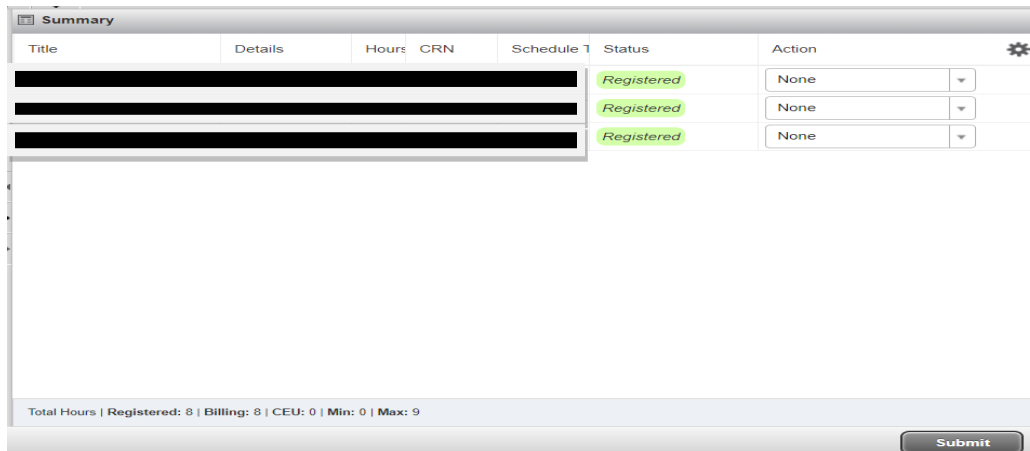 Summary
Title Details Hours CRN Schedule T Status Action
Registered None
Registered None
Registered None
Total Hours | Registered: 8 | Billing: 8 | CEU: 0 | Min: 0 | Max: 9
Submit